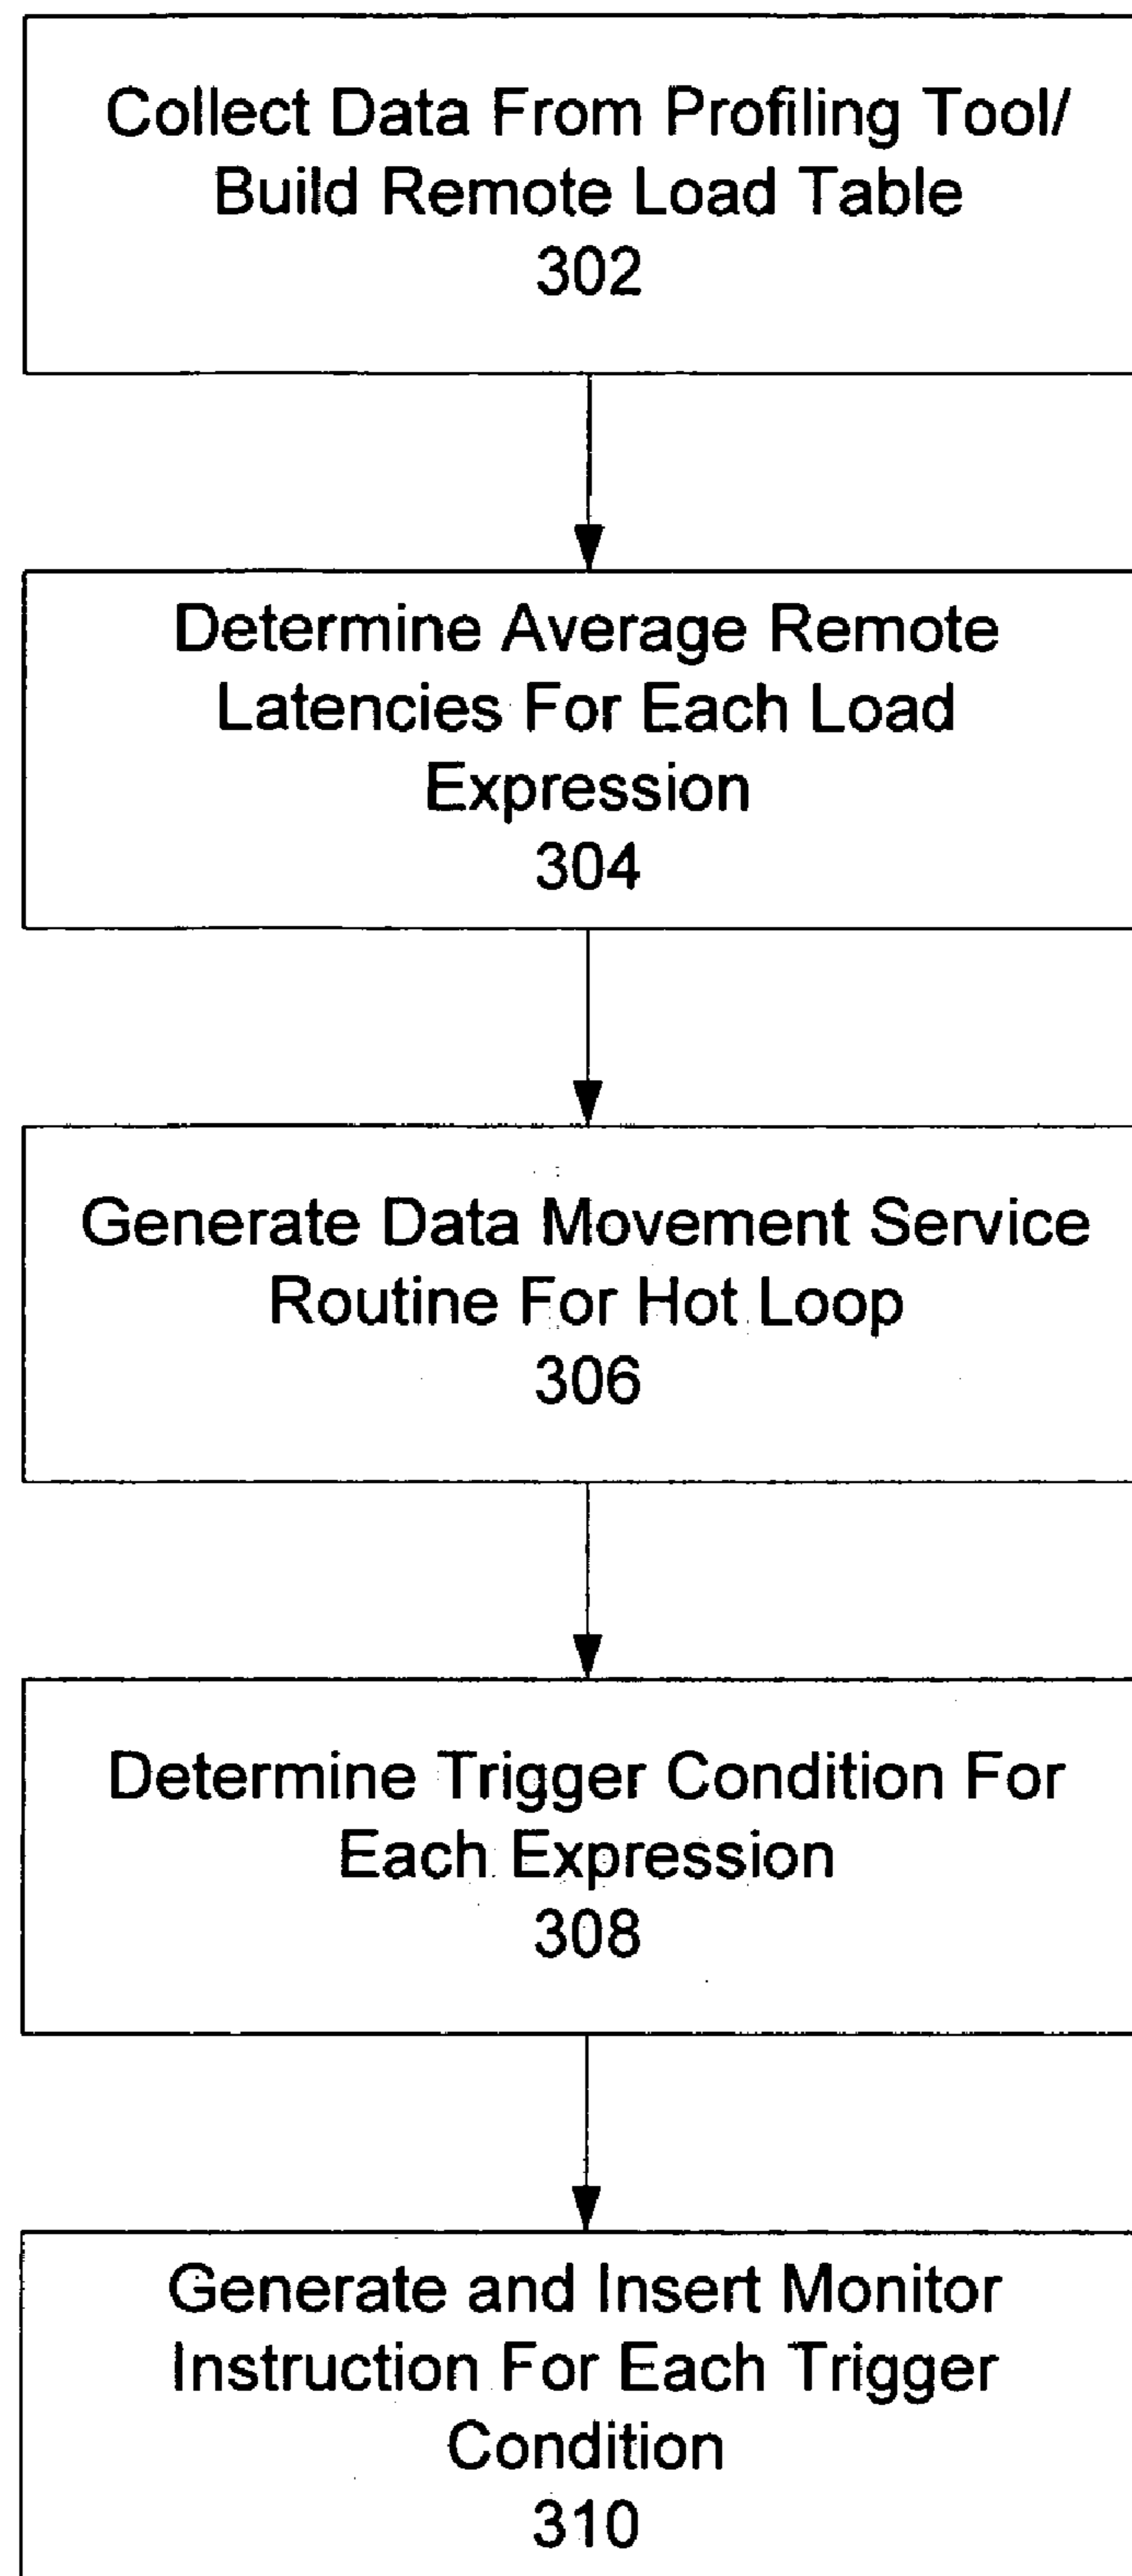 Collect Data From Profiling Tool/
Build Remote Load Table
302
Determine Average Remote
Latencies For Each Load
Expression
304
Generate Data Movement Service
Routine For Hot Loop
306
Determine Trigger Condition For
Each Expression
308
Generate and Insert Monitor
Instruction For Each Trigger
Condition
310